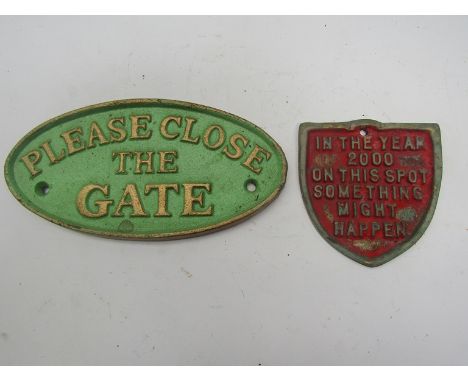 PLEASE CLOSE
THE
GATE
IN THE YEAR
2000
ON THIS SPOT
SOMETHING
MIGHT
HAPPEN